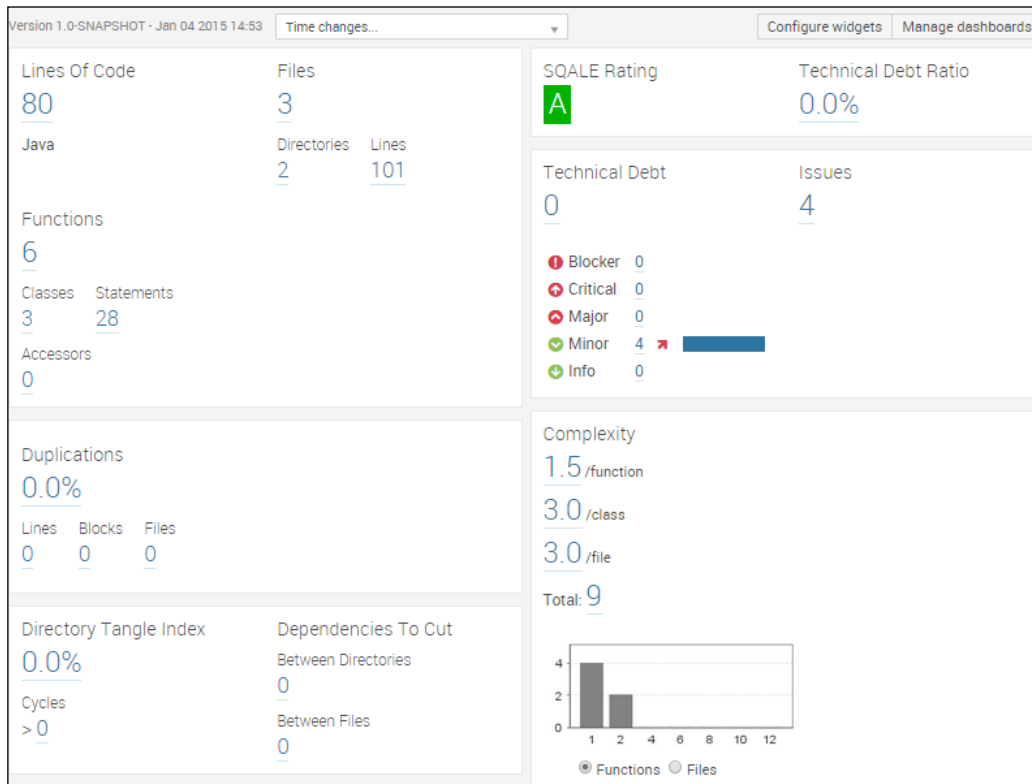 Version 1.0-SNAPSHOT - Jan 04 2015 14:53 Time changes... Configure widgets Manage dashboards
Lines Of Code Files
80 3
Java Directories Lines
2 101
Functions
6
Classes Statements
3 28
Accessors
0
Duplications
0.0%
Lines Blocks Files
0 0 0
Directory Tangle Index Dependencies To Cut
0.0% Between Directories
0
Cycles Between Files
> 0 0
SQALE Rating Technical Debt Ratio
A 0.0%
Technical Debt Issues
0 4
Blocker 0
Critical 0
Major 0
Minor 4
Info 0
Complexity
1.5 /function
3.0 /class
3.0 /file
Total: 9
4
2
0
1 2 4 6 8 10 12
Functions Files